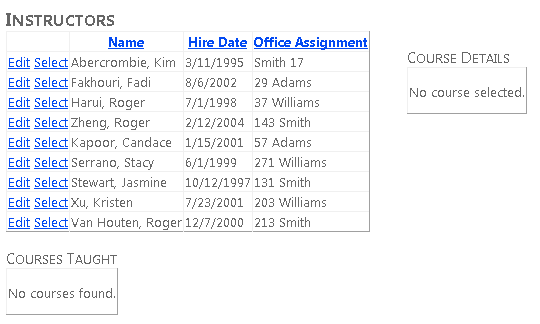 INSTRUCTORS
Name Hire Date Office Assignment
Edit Select Abercrombie, Kim 3/11/1995 Smith 17
Edit Select Fakhouri, Fadi 8/6/2002 29 Adams
Edit Select Harui, Roger 7/1/1998 37 Williams
Edit Select Zheng, Roger 2/12/2004 143 Smith
Edit Select Kapoor, Candace 1/15/2001 57 Adams
Edit Select Serrano, Stacy 6/1/1999 271 Williams
Edit Select Stewart, Jasmine 10/12/1997 131 Smith
Edit Select Xu, Kristen 7/23/2001 203 Williams
Edit Select Van Houten, Roger 12/7/2000 213 Smith
COURSE DETAILS
No course selected.
COURSES TAUGHT
No courses found.